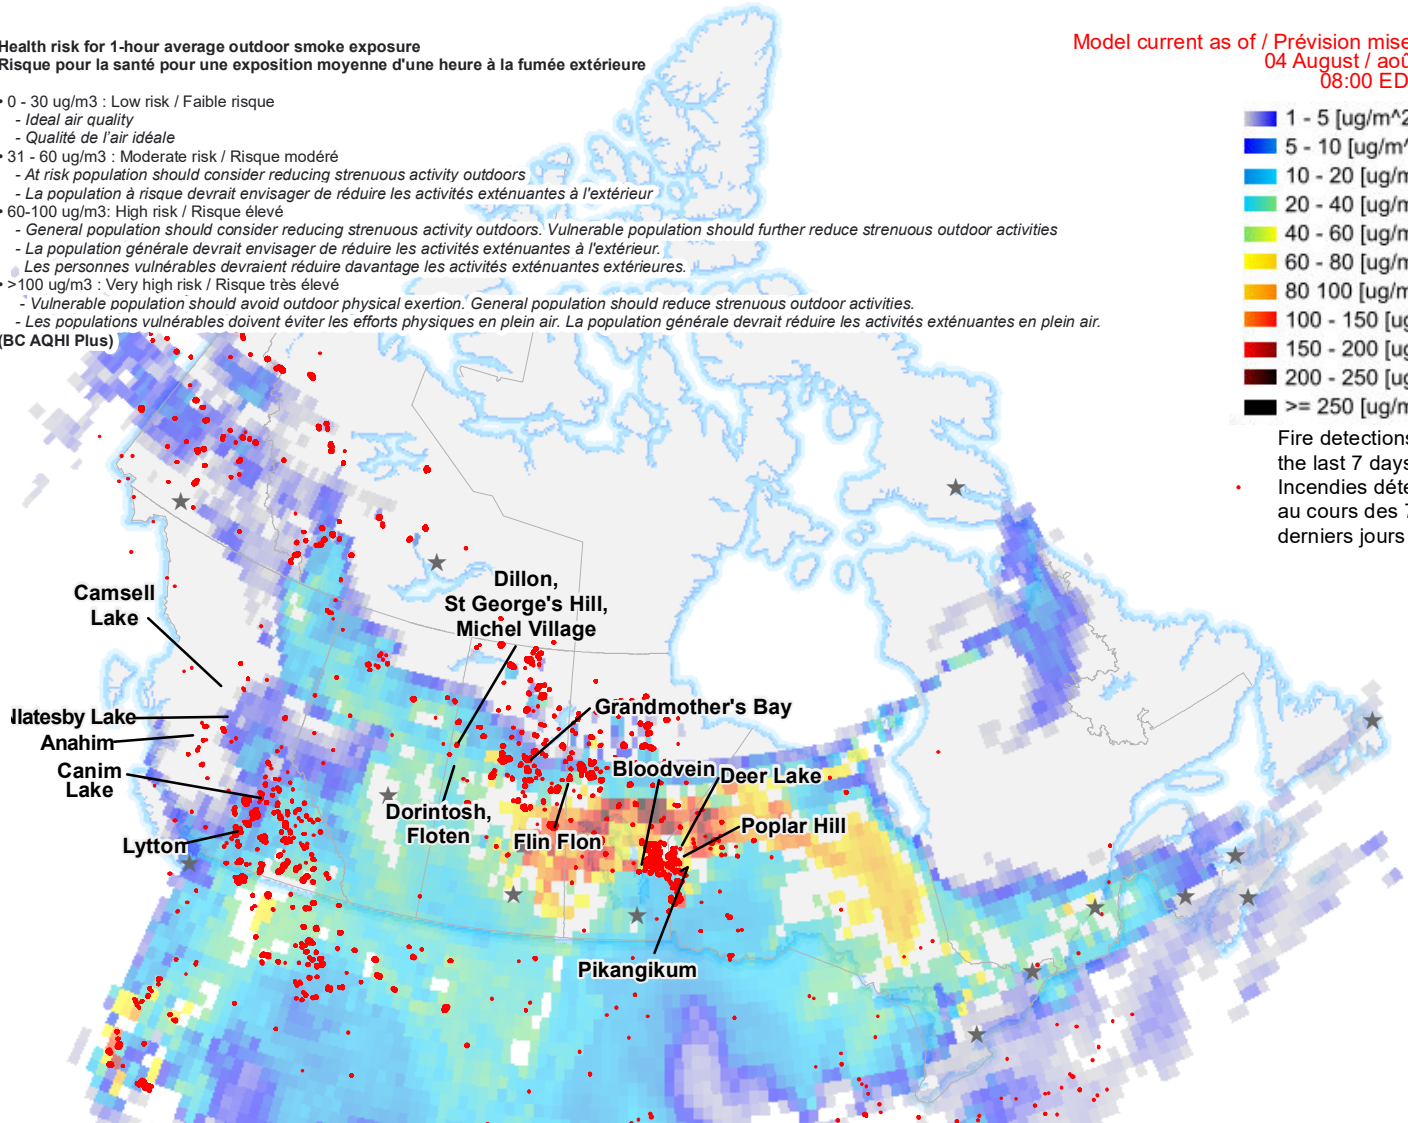 Health risk for 1-hour average outdoor smoke exposure
Risque pour la santé pour une exposition moyenne d'une heure à la fumée extérieure
• 0 - 30 ug/m3 : Low risk / Faible risque
- Ideal air quality
- Qualité de l'air idéale
• 31 - 60 ug/m3 : Moderate risk / Risque modéré
- At risk population should consider reducing strenuous activity outdoors
- La population à risque devrait envisager de réduire les activités exténuantes à l'extérieur
• 60-100 ug/m3: High risk / Risque élevé
- General population should consider reducing strenuous activity outdoors. Vulnerable population should further reduce strenuous outdoor activities
- La population générale devrait envisager de réduire les activités exténuantes à l'extérieur.
Les personnes vulnérables devraient réduire davantage les activités exténuantes extérieures.
• >100 ug/m3 : Very high risk / Risque très élevé
- Vulnerable population should avoid outdoor physical exertion. General population should reduce strenuous outdoor activities.
- Les populations vulnérables doivent éviter les efforts physiques en plein air. La population générale devrait réduire les activités exténuantes en plein air.
(BC AQHI Plus)
Model current as of / Prévision mise
04 August / aoû
08:00 ED
1 - 5 [ug/m^2
5 - 10 [ug/m^
10 - 20 [ug/m
20 - 40 [ug/m
40 - 60 [ug/m
60 - 80 [ug/m
80 100 [ug/m
100 - 150 [ug
150 - 200 [ug
200 - 250 [ug
>= 250 [ug/m
Fire detections
the last 7 days
Incendies déte
au cours des 7
derniers jours
Camsell
Lake
Dillon,
St George's Hill,
Michel Village
llatesby Lake
Anahim
Canim
Lake
Lytton
Grandmother's Bay
Bloodvein
Deer Lake
Poplar Hill
Dorintosh,
Floten
Flin Flon
Pikangikum